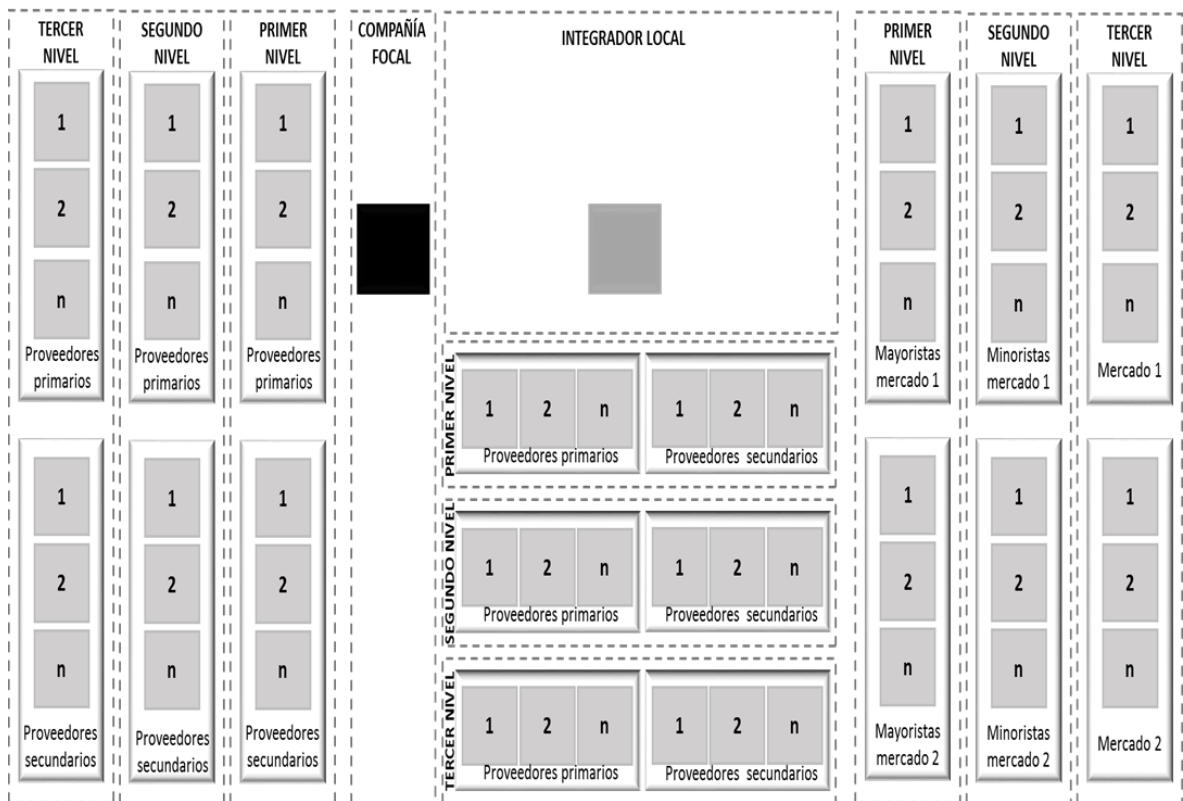 TERCER
NIVEL
1
2
n
Proveedores
primarios
1
2
n
Proveedores
secundarios
SEGUNDO
NIVEL
1
2
n
Proveedores
primarios
1
2
n
Proveedores
secundarios
PRIMER
NIVEL
1
2
n
Proveedores
primarios
1
2
n
Proveedores
secundarios
COMPAÑÍA
FOCAL
INTEGRADOR LOCAL
PRIMER NIVEL
1 2 n
Proveedores primarios
1 2 n
Proveedores secundarios
SEGUNDO NIVEL
1 2 n
Proveedores primarios
1 2 n
Proveedores secundarios
TERCER NIVEL
1 2 n
Proveedores primarios
1 2 n
Proveedores secundarios
PRIMER
NIVEL
1
2
n
Mayoristas
mercado 1
1
2
n
Mayoristas
mercado 2
SEGUNDO
NIVEL
1
2
n
Minoristas
mercado 1
1
2
n
Minoristas
mercado 2
TERCER
NIVEL
1
2
n
Mercado 1
1
2
n
Mercado 2